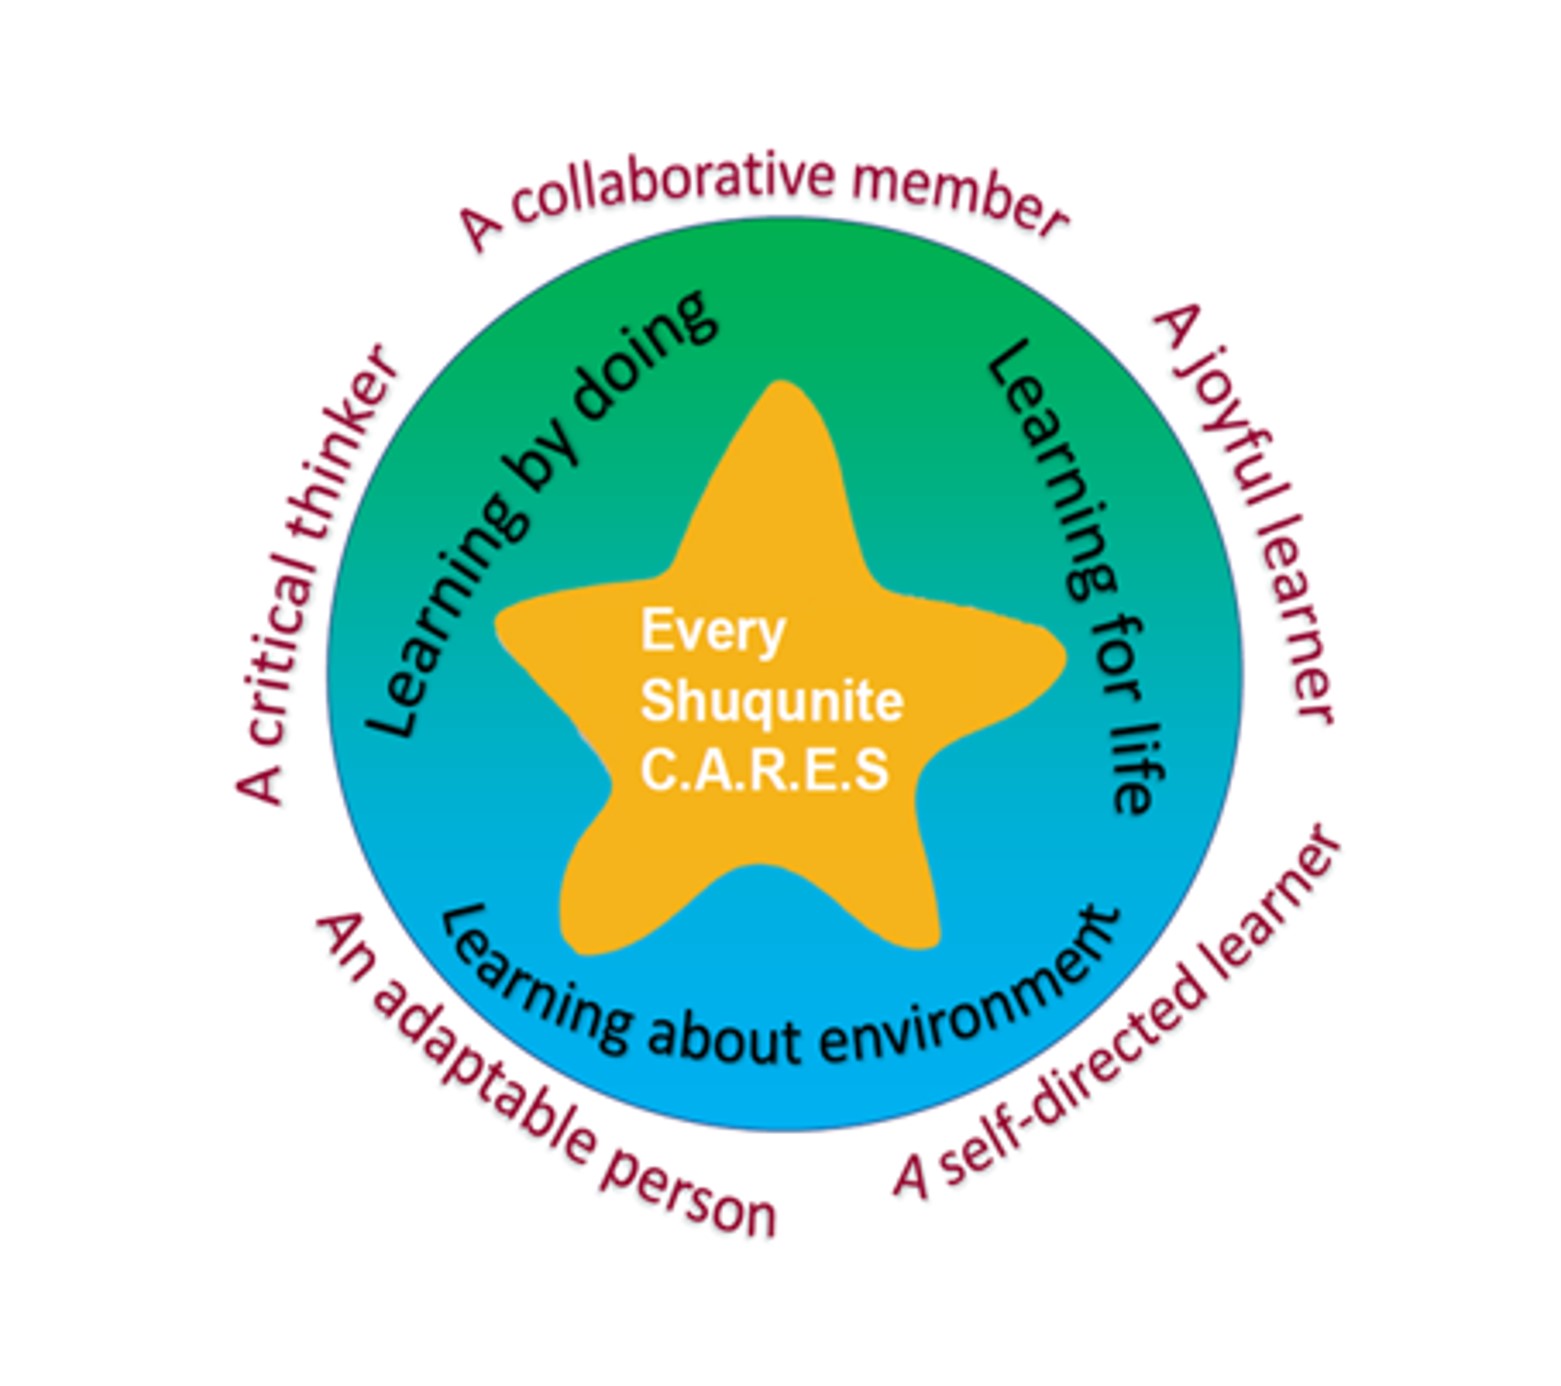 A collaborative member
A joyful learner
A self-directed learner
An adaptable person
A critical thinker
Learning by doing
Learning for life
Learning about environment
Every
Shuqunite
C.A.R.E.S